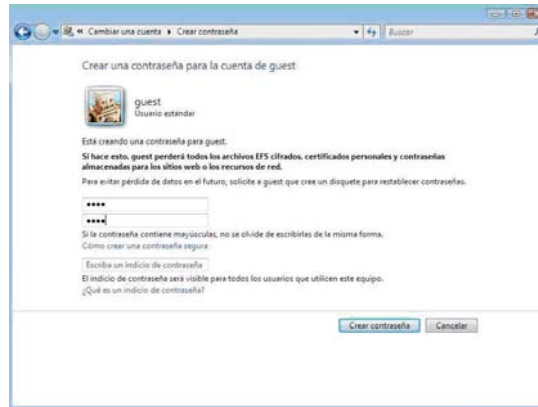 « Cambiar una cuenta ▸ Crear contraseña
Buscar
Crear una contraseña para la cuenta de guest
guest
Usuario estándar
Está creando una contraseña para guest.
Si hace esto, guest perderá todos los archivos EFS cifrados, certificados personales y contraseñas
almacenadas para los sitios web o los recursos de red.
Para evitar pérdida de datos en el futuro, solicite a guest que cree un disquete para restablecer contraseñas.
••••
••••
Si la contraseña contiene mayúsculas, no se olvide de escribirlas de la misma forma.
Cómo crear una contraseña segura
Escriba un indicio de contraseña
El indicio de contraseña será visible para todos los usuarios que utilicen este equipo.
¿Qué es un indicio de contraseña?
Crear contraseña Cancelar